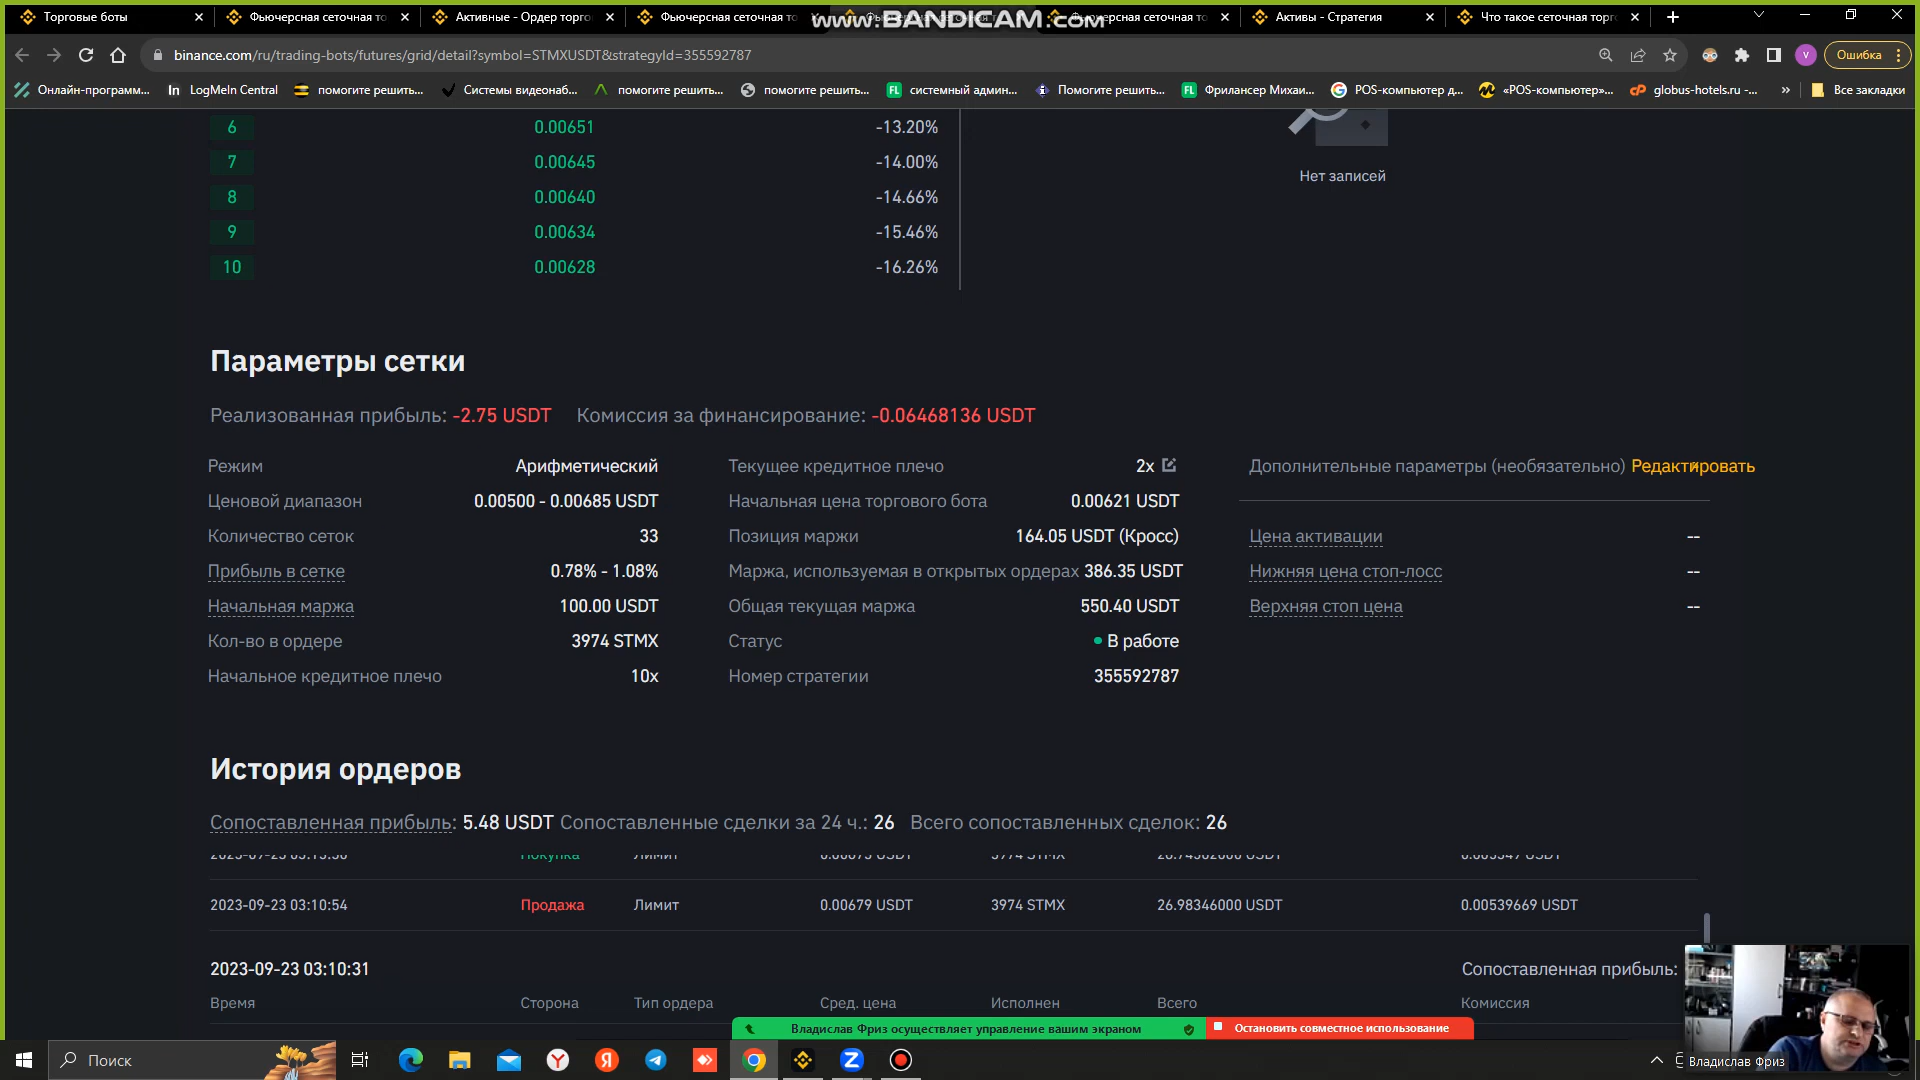 Торговые боты
Фьючерсная сеточная то
Активные - Ордер торго
Фьючерсная сеточная то
www.BANDICAM.com
сеточная то
Активы - Стратегия
Что такое сеточная торг
binance.com/ru/trading-bots/futures/grid/detail?symbol=STMXUSDT&strategyId=355592787
V
Ошибка
Онлайн-программ...
In LogMeIn Central
помогите решить...
Системы видеонаб...
помогите решить...
помогите решить...
FL системный админ...
Помогите решить...
FL Фрилансер Михаи...
POS-компьютер д...
«POS-компьютер»...
cP globus-hotels.ru -...
»
Все закладки
6 0.00651 -13.20%
7 0.00645 -14.00%
8 0.00640 -14.66%
9 0.00634 -15.46%
10 0.00628 -16.26%
Нет записей
Параметры сетки
Реализованная прибыль: -2.75 USDT Комиссия за финансирование: -0.06468136 USDT
Режим Арифметический
Ценовой диапазон 0.00500 - 0.00685 USDT
Количество сеток 33
Прибыль в сетке 0.78% - 1.08%
Начальная маржа 100.00 USDT
Кол-во в ордере 3974 STMX
Начальное кредитное плечо 10x
Текущее кредитное плечо 2x
Начальная цена торгового бота 0.00621 USDT
Позиция маржи 164.05 USDT (Кросс)
Маржа, используемая в открытых ордерах 386.35 USDT
Общая текущая маржа 550.40 USDT
Статус В работе
Номер стратегии 355592787
Дополнительные параметры (необязательно) Редактировать
Цена активации --
Нижняя цена стоп-лосс --
Верхняя стоп цена --
История ордеров
Сопоставленная прибыль: 5.48 USDT Сопоставленные сделки за 24 ч.: 26 Всего сопоставленных сделок: 26
Покупка Лимит 3974 STMX
2023-09-23 03:10:54 Продажа Лимит 0.00679 USDT 3974 STMX 26.98346000 USDT 0.00539669 USDT
2023-09-23 03:10:31 Сопоставленная прибыль:
Время Сторона Тип ордера Сред. цена Исполнен Всего Комиссия
Владислав Фриз осуществляет управление вашим экраном
Остановить совместное использование
Поиск
Владислав Фриз